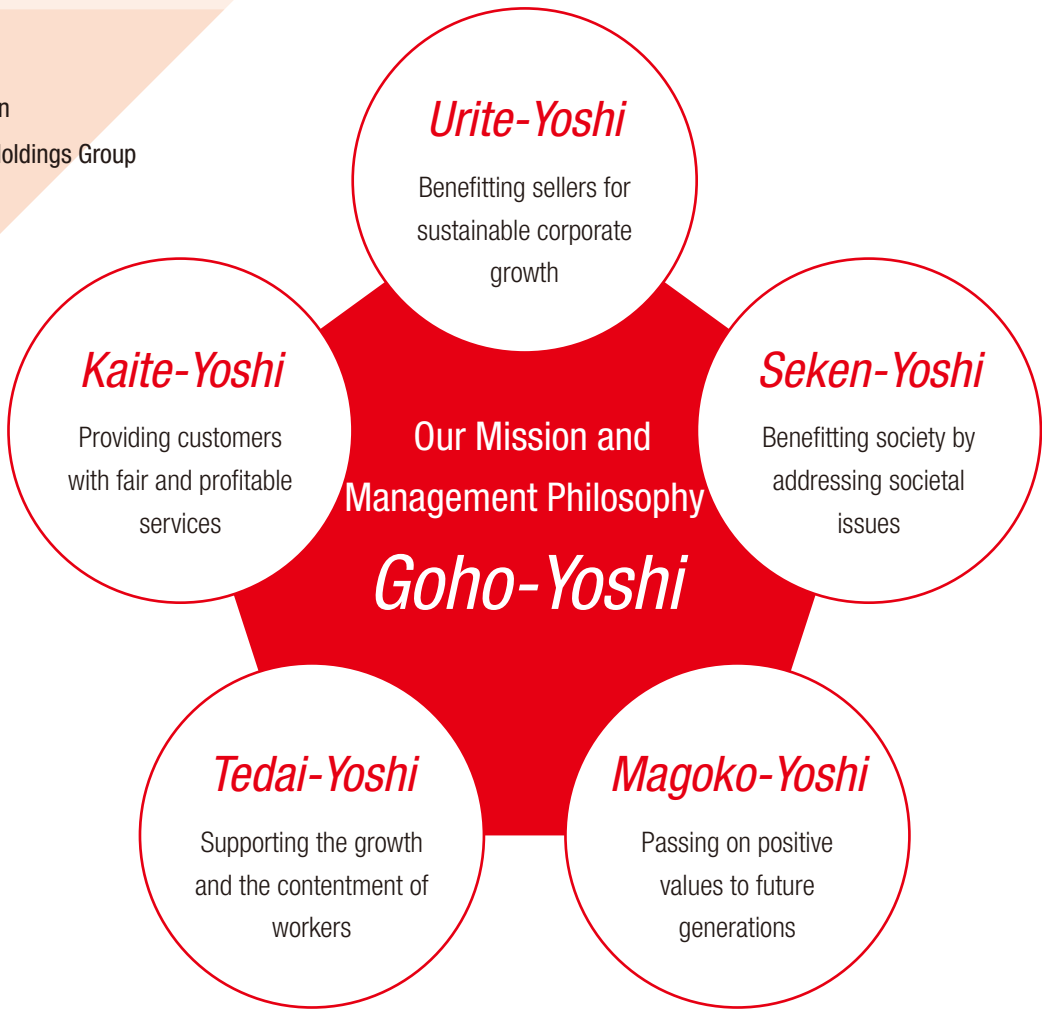 Holdings Group
Urite-Yoshi
Benefitting sellers for
sustainable corporate
growth
Kaite-Yoshi
Providing customers
with fair and profitable
services
Seken-Yoshi
Benefitting society by
addressing societal
issues
Our Mission and
Management Philosophy
Goho-Yoshi
Tedai-Yoshi
Supporting the growth
and the contentment of
workers
Magoko-Yoshi
Passing on positive
values to future
generations